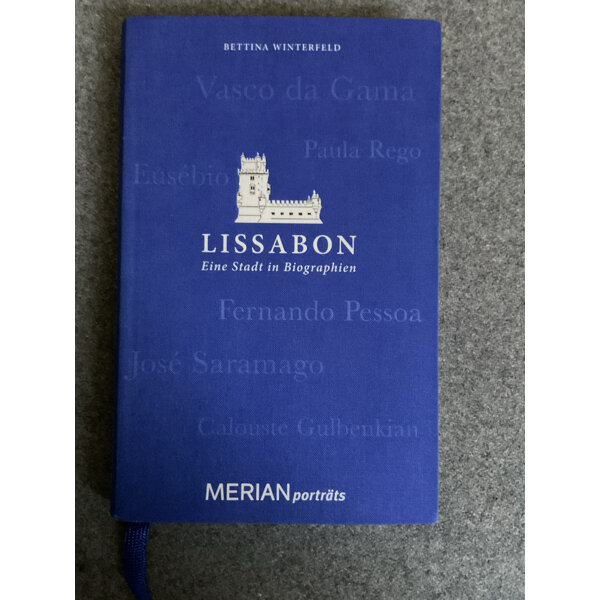 BETTINA WINTERFELD
Vasco da Gama
Paula Rego
Eusébio
LISSABON
Eine Stadt in Biographien
Fernando Pessoa
José Saramago
Calouste Gulbenkian
MERIAN porträts